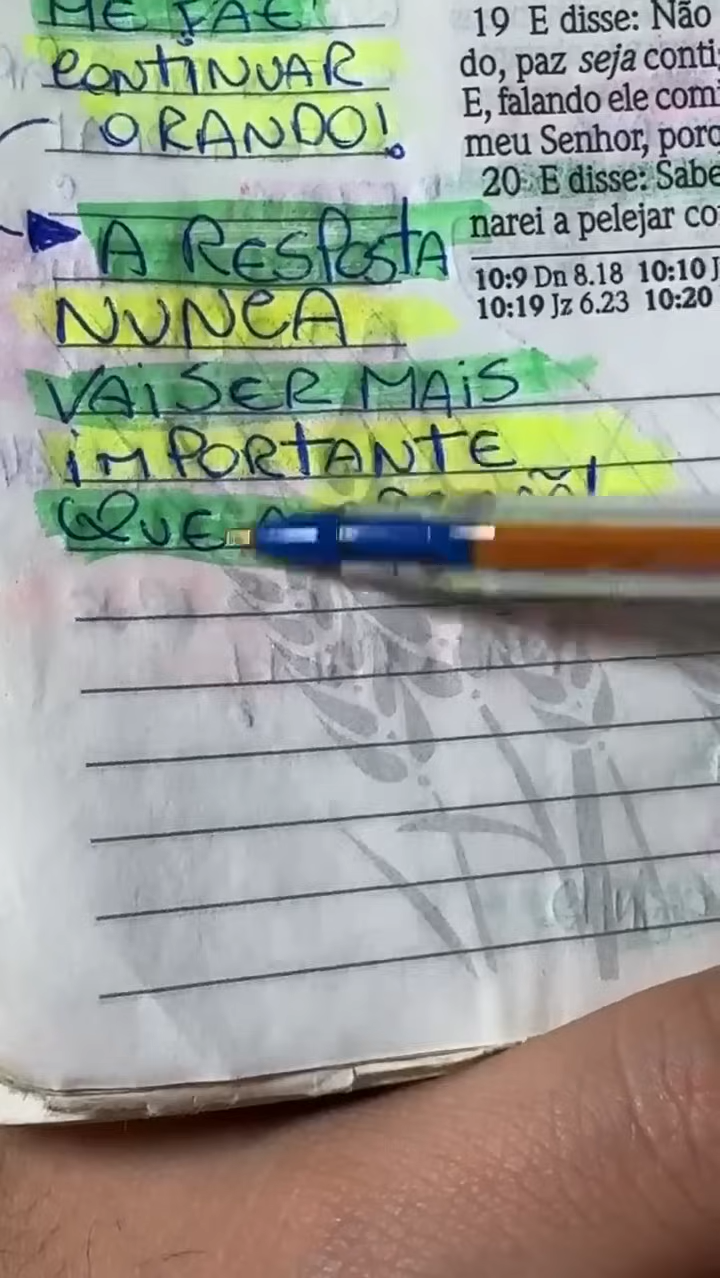 ME FAZ
CONTINUAR
ORANDO!
A RESPOSTA
NUNCA
VAI SER MAIS
IMPORTANTE
QUE
19 E disse: Não
do, paz seja conti
E, falando ele com
meu Senhor, porq
20 E disse: Sabe
narei a pelejar co
10:9 Dn 8.18 10:10 J
10:19 Jz 6.23 10:20